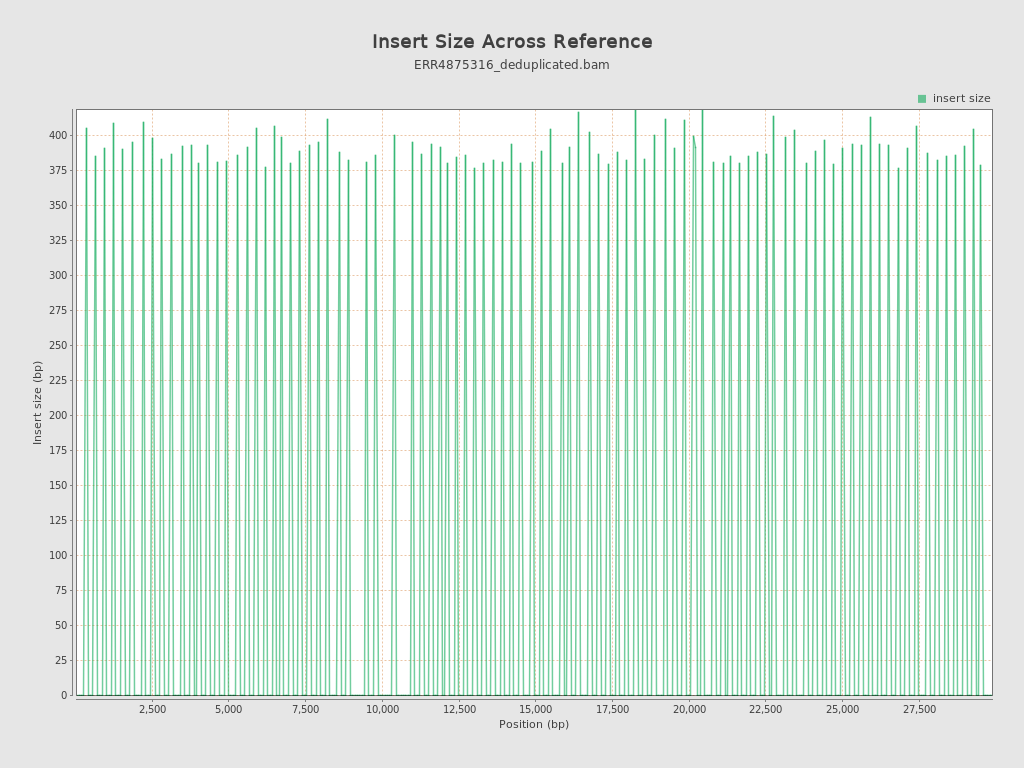 Insert Size Across Reference
ERR4875316_deduplicated.bam
insert size
400
375
350
325
300
275
250
225
200
175
150
125
100
75
50
25
0
Insert size (bp)
2,500 5,000 7,500 10,000 12,500 15,000 17,500 20,000 22,500 25,000 27,500
Position (bp)